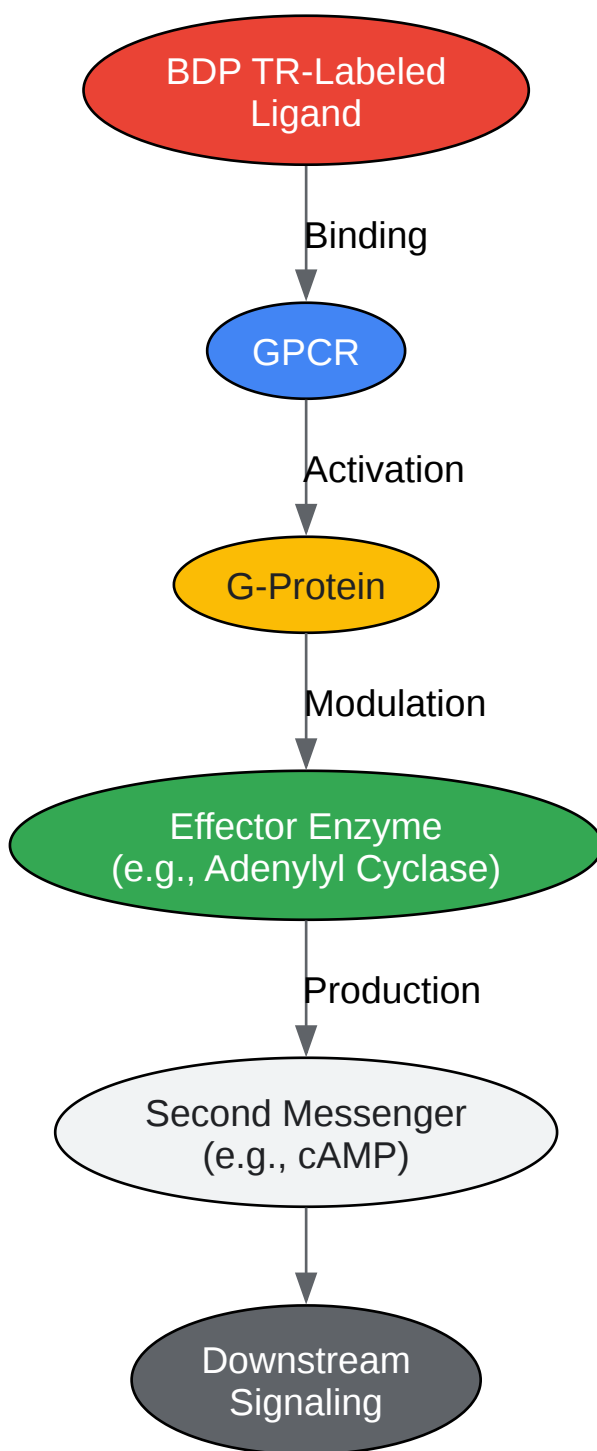 BDP TR-Labeled
Ligand
Binding
GPCR
Activation
G-Protein
Modulation
Effector Enzyme
(e.g., Adenylyl Cyclase)
Production
Second Messenger
(e.g., cAMP)
Downstream
Signaling